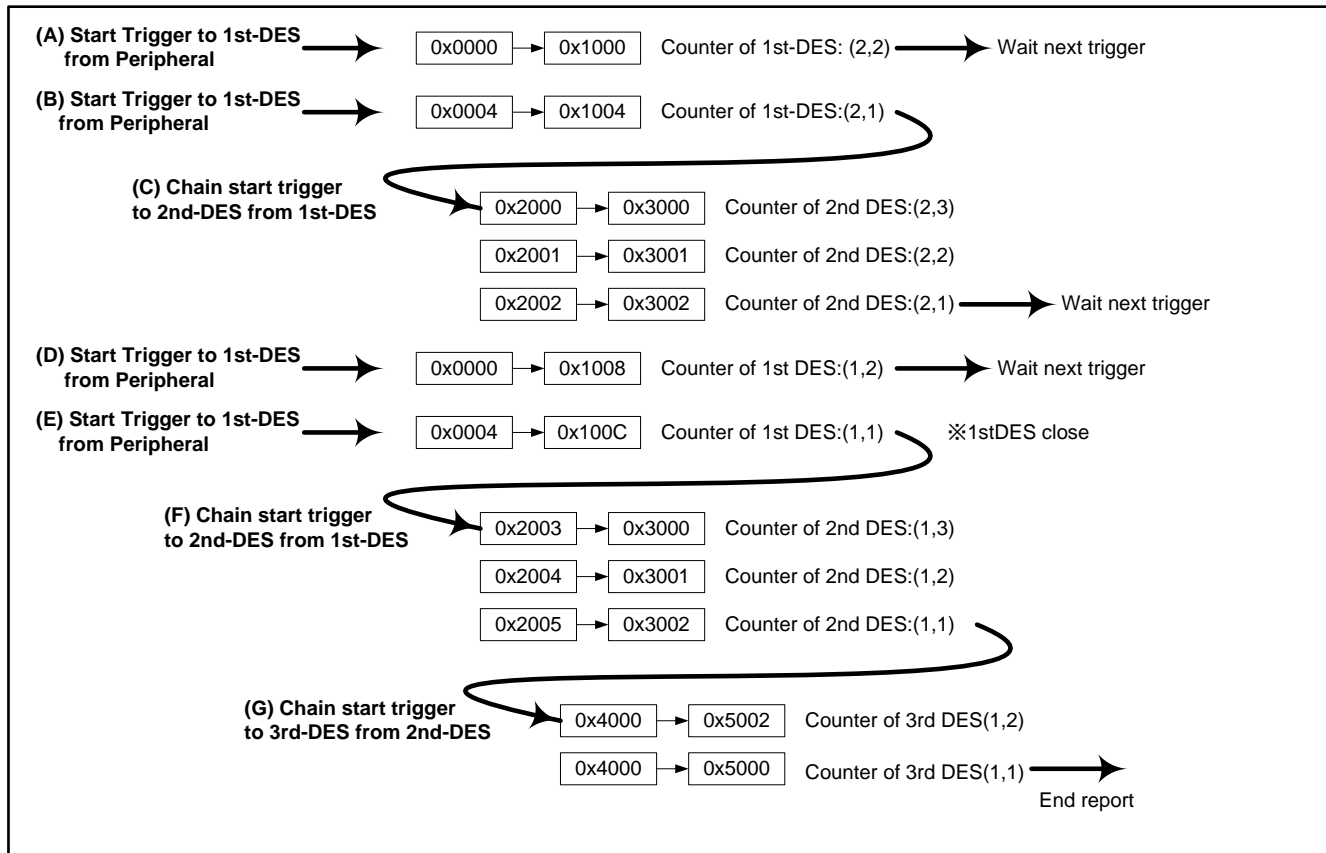 (A) Start Trigger to 1st-DES
from Peripheral
0x0000 0x1000 Counter of 1st-DES: (2,2) Wait next trigger
(B) Start Trigger to 1st-DES
from Peripheral
0x0004 0x1004 Counter of 1st-DES:(2,1)
(C) Chain start trigger
to 2nd-DES from 1st-DES
0x2000 0x3000 Counter of 2nd DES:(2,3)
0x2001 0x3001 Counter of 2nd DES:(2,2)
0x2002 0x3002 Counter of 2nd DES:(2,1) Wait next trigger
(D) Start Trigger to 1st-DES
from Peripheral
0x0000 0x1008 Counter of 1st DES:(1,2) Wait next trigger
(E) Start Trigger to 1st-DES
from Peripheral
0x0004 0x100C Counter of 1st DES:(1,1) ※1stDES close
(F) Chain start trigger
to 2nd-DES from 1st-DES
0x2003 0x3000 Counter of 2nd DES:(1,3)
0x2004 0x3001 Counter of 2nd DES:(1,2)
0x2005 0x3002 Counter of 2nd DES:(1,1)
(G) Chain start trigger
to 3rd-DES from 2nd-DES
0x4000 0x5002 Counter of 3rd DES(1,2)
0x4000 0x5000 Counter of 3rd DES(1,1)
End report